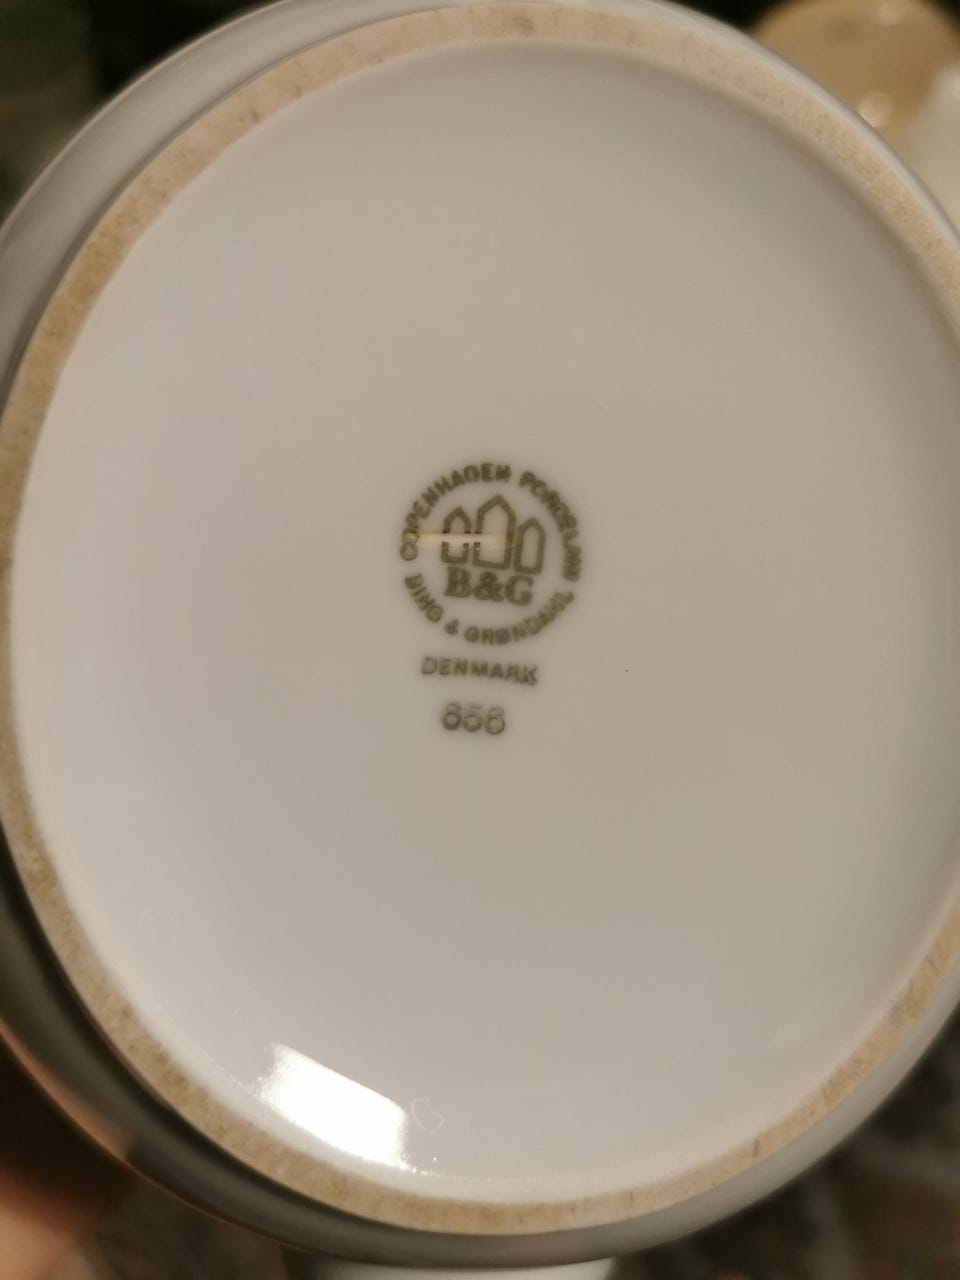 COPENHAGEN PORCELAIN
B&G
BING & GRØNDAHL
DENMARK
656